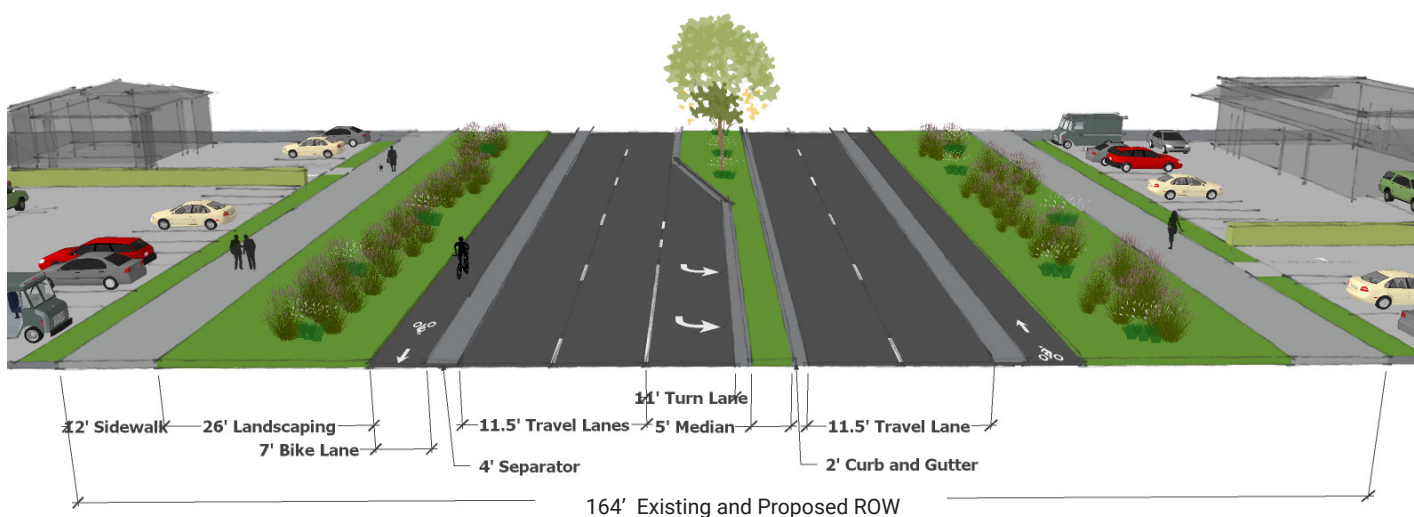 11' Turn Lane
12' Sidewalk
26' Landscaping
11.5' Travel Lanes
5' Median
11.5' Travel Lane
7' Bike Lane
4' Separator
2' Curb and Gutter
164' Existing and Proposed ROW